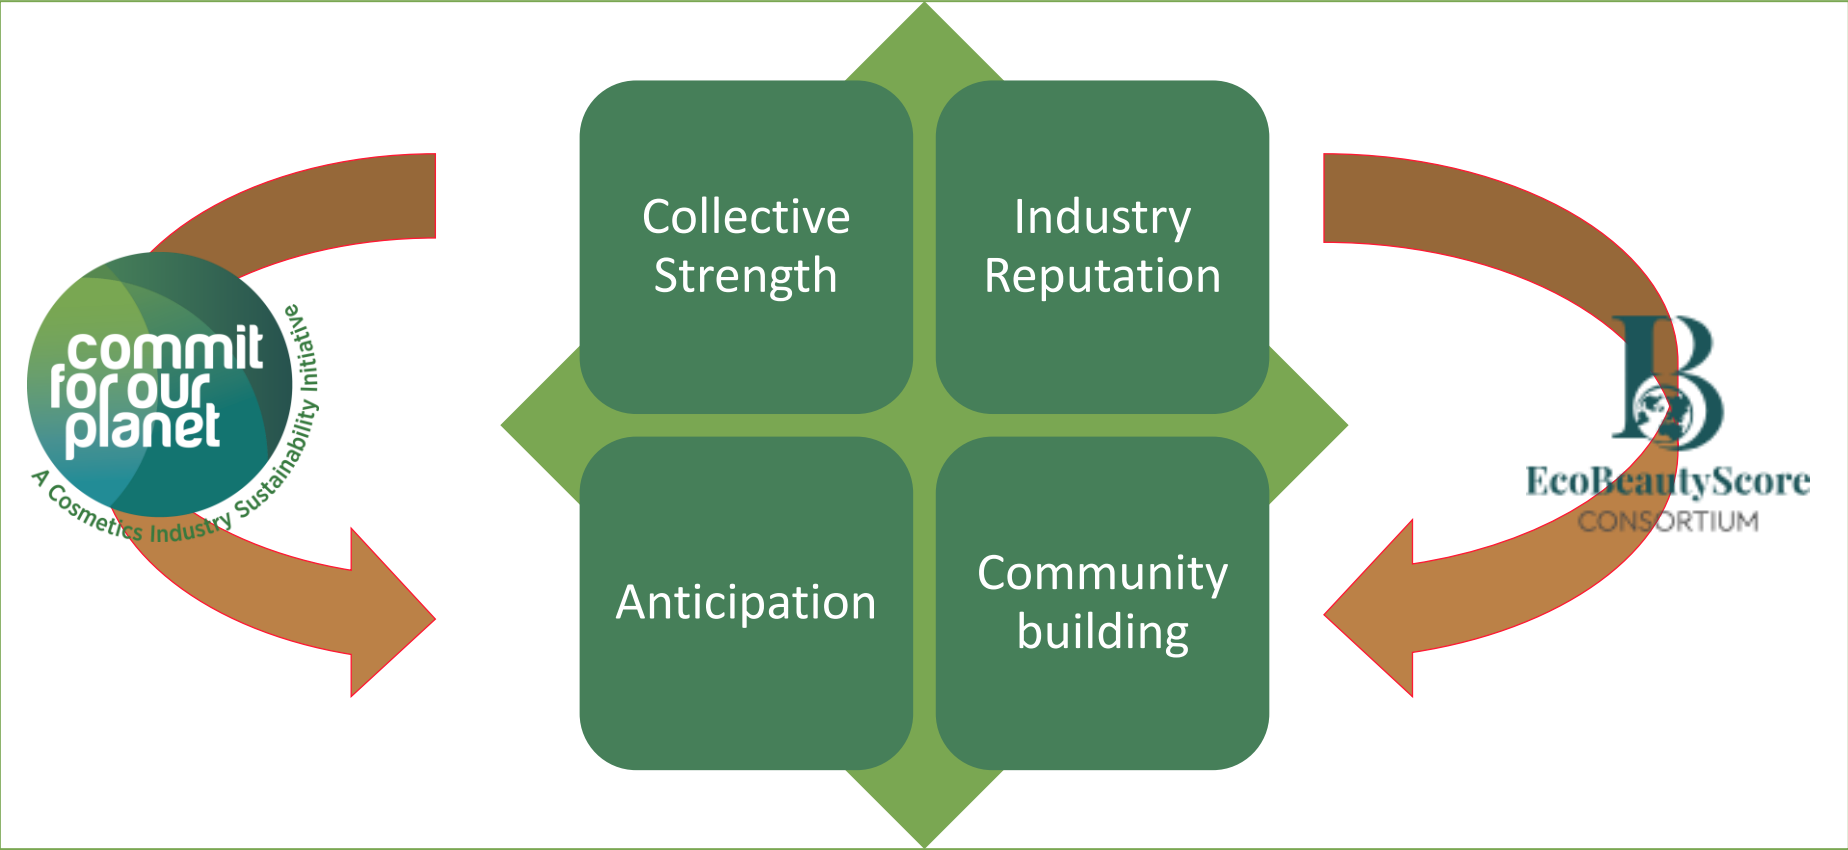 Collective
Strength
Industry
Reputation
commit
for our
planet
A Cosmetics Industry Sustainability Initiative
EcoBeautyScore
CONSORTIUM
Anticipation
Community
building